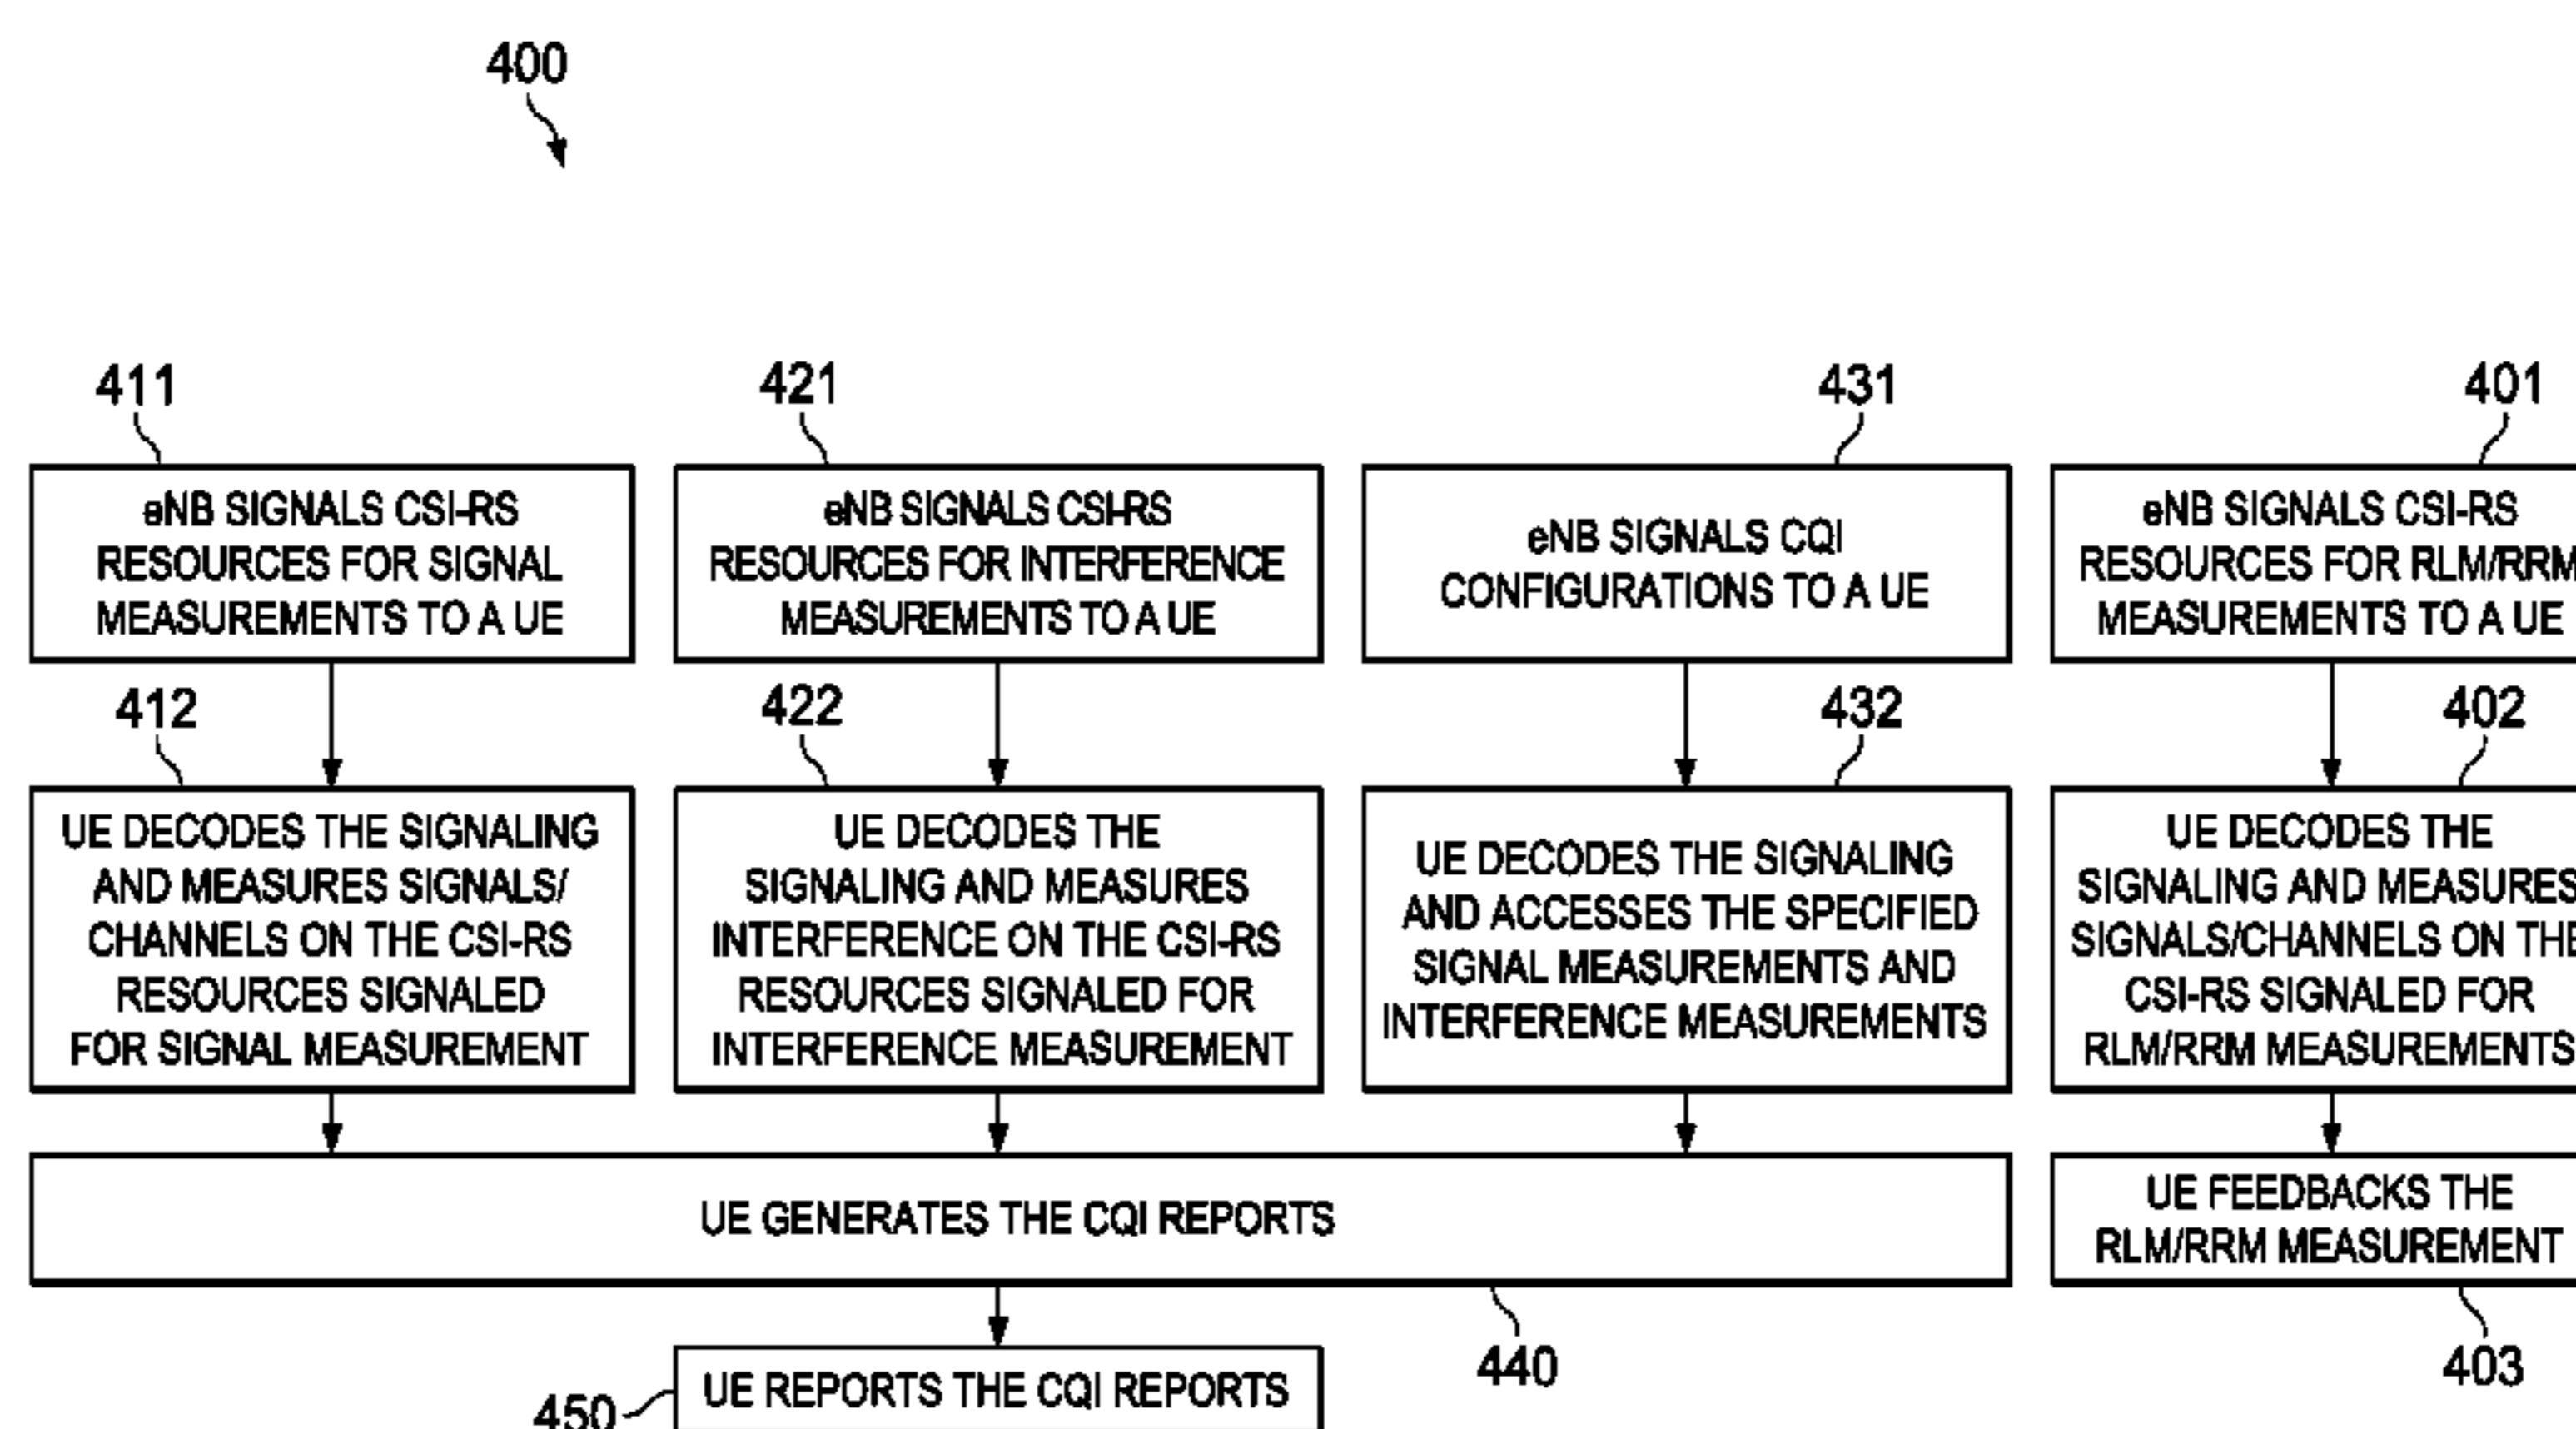 400
411
eNB SIGNALS CSI-RS
RESOURCES FOR SIGNAL
MEASUREMENTS TO A UE
421
eNB SIGNALS CSI-RS
RESOURCES FOR INTERFERENCE
MEASUREMENTS TO A UE
431
eNB SIGNALS CQI
CONFIGURATIONS TO A UE
401
eNB SIGNALS CSI-RS
RESOURCES FOR RLM/RRM
MEASUREMENTS TO A UE
412
UE DECODES THE SIGNALING
AND MEASURES SIGNALS/
CHANNELS ON THE CSI-RS
RESOURCES SIGNALED
FOR SIGNAL MEASUREMENT
422
UE DECODES THE
SIGNALING AND MEASURES
INTERFERENCE ON THE CSI-RS
RESOURCES SIGNALED FOR
INTERFERENCE MEASUREMENT
432
UE DECODES THE SIGNALING
AND ACCESSES THE SPECIFIED
SIGNAL MEASUREMENTS AND
INTERFERENCE MEASUREMENTS
402
UE DECODES THE
SIGNALING AND MEASURES
SIGNALS/CHANNELS ON THE
CSI-RS SIGNALED FOR
RLM/RRM MEASUREMENTS
UE GENERATES THE CQI REPORTS
440
UE FEEDBACKS THE
RLM/RRM MEASUREMENT
403
450
UE REPORTS THE CQI REPORTS